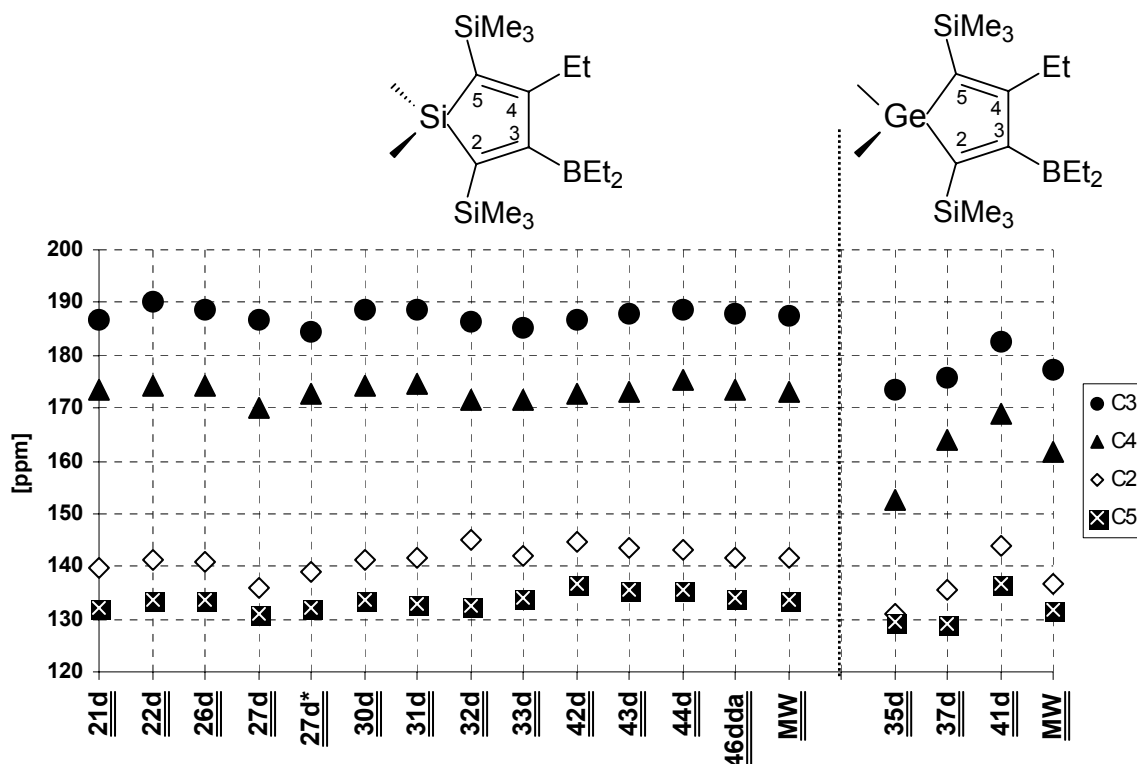 SiMe3
Et
Si
5
4
3
2
BEt2
SiMe3
SiMe3
Et
Ge
5
4
3
2
BEt2
SiMe3
[ppm]
200
190
180
170
160
150
140
130
120
21d
22d
26d
27d
27d*
30d
31d
32d
33d
42d
43d
44d
46dda
MW
35d
37d
41d
MW
C3
C4
C2
C5